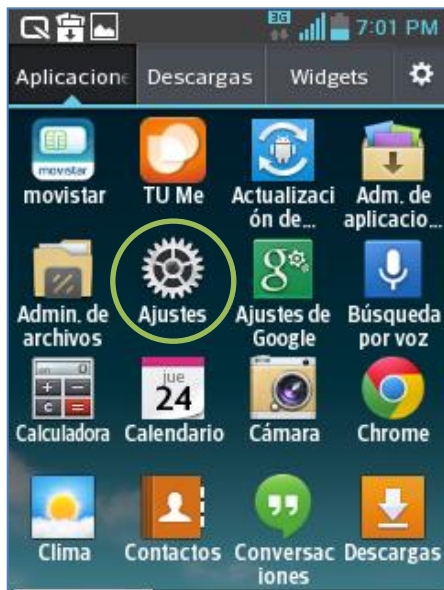 3G 7:01 PM
Aplicacione Descargas Widgets
movistar
movistar TU Me Actualizaci Adm. de
ón de... aplicacio...
g
Admin. de Ajustes Ajustes de Búsqueda
archivos Google por voz
0
jue
24
Calculadora Calendario Cámara Chrome
Clima Contactos Conversac Descargas
iones